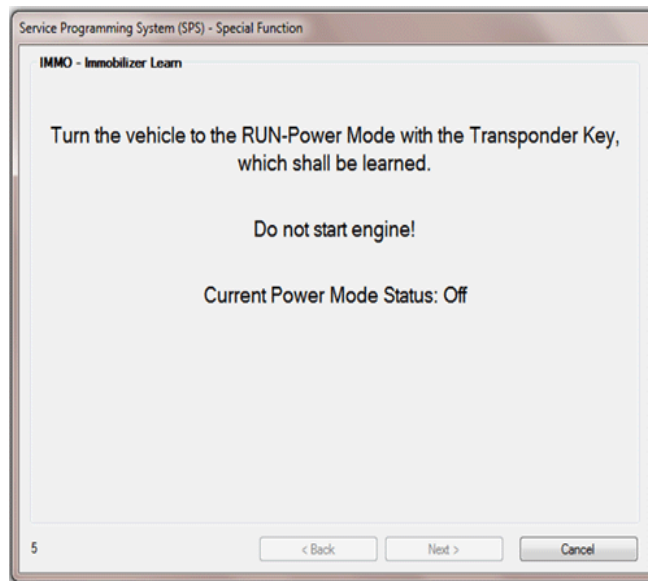 Service Programming System (SPS) - Special Function
IMMO - Immobilizer Learn
Turn the vehicle to the RUN-Power Mode with the Transponder Key,
which shall be learned.
Do not start engine!
Current Power Mode Status: Off
5
< Back
Next >
Cancel